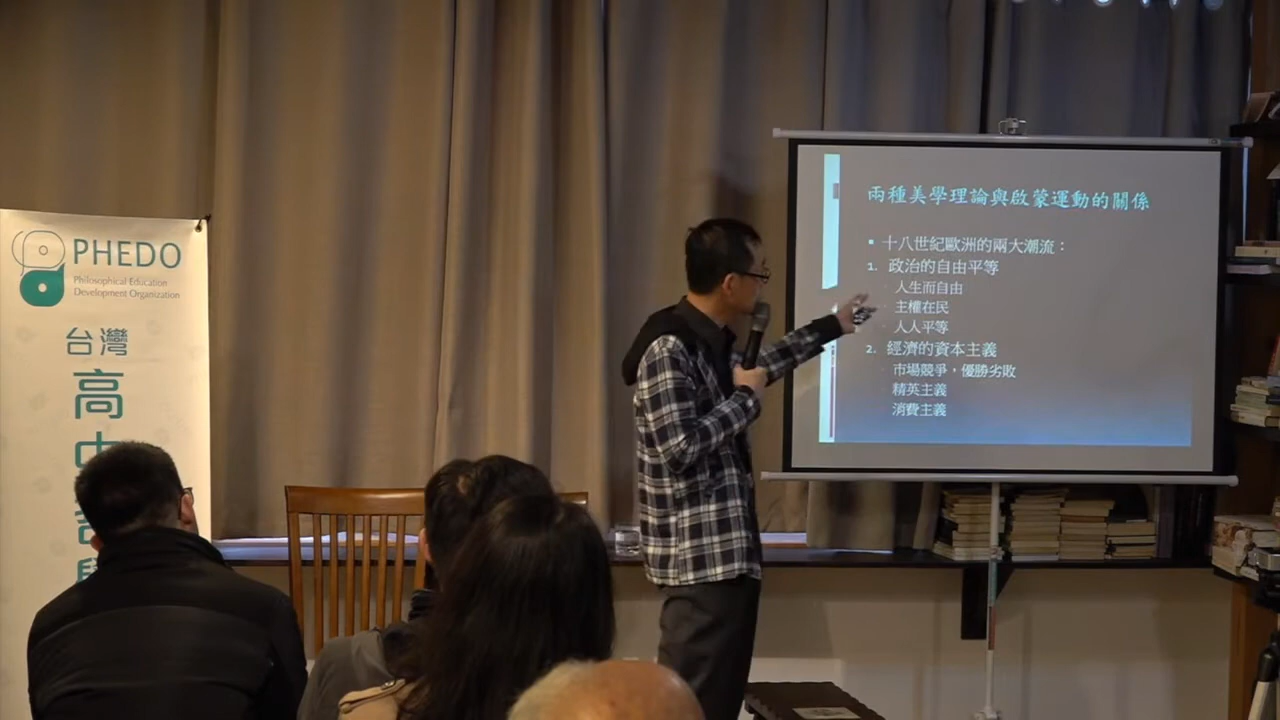 PHEDO
Philosophical Education
Development Organization
台灣
高
中
兩種美學理論與啟蒙運動的關係
▪ 十八世紀歐洲的兩大潮流：
1. 政治的自由平等
人生而自由
主權在民
人人平等
2. 經濟的資本主義
市場競爭，優勝劣敗
精英主義
消費主義